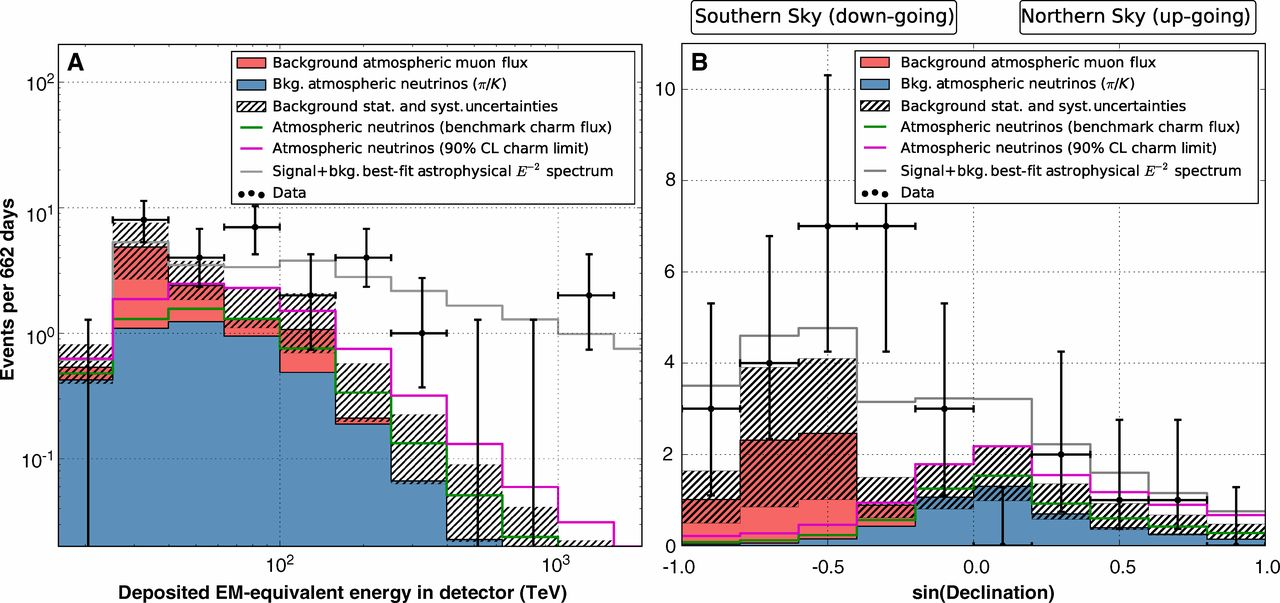 Southern Sky (down-going)
Northern Sky (up-going)
A
Background atmospheric muon flux
Bkg. atmospheric neutrinos (π/K)
Background stat. and syst. uncertainties
Atmospheric neutrinos (benchmark charm flux)
Atmospheric neutrinos (90% CL charm limit)
Signal+bkg. best-fit astrophysical E⁻² spectrum
Data
Events per 662 days
10²
10¹
10⁰
10⁻¹
10²
10³
Deposited EM-equivalent energy in detector (TeV)
B
Background atmospheric muon flux
Bkg. atmospheric neutrinos (π/K)
Background stat. and syst. uncertainties
Atmospheric neutrinos (benchmark charm flux)
Atmospheric neutrinos (90% CL charm limit)
Signal+bkg. best-fit astrophysical E⁻² spectrum
Data
10
8
6
4
2
0
-1.0
-0.5
0.0
0.5
1.0
sin(Declination)